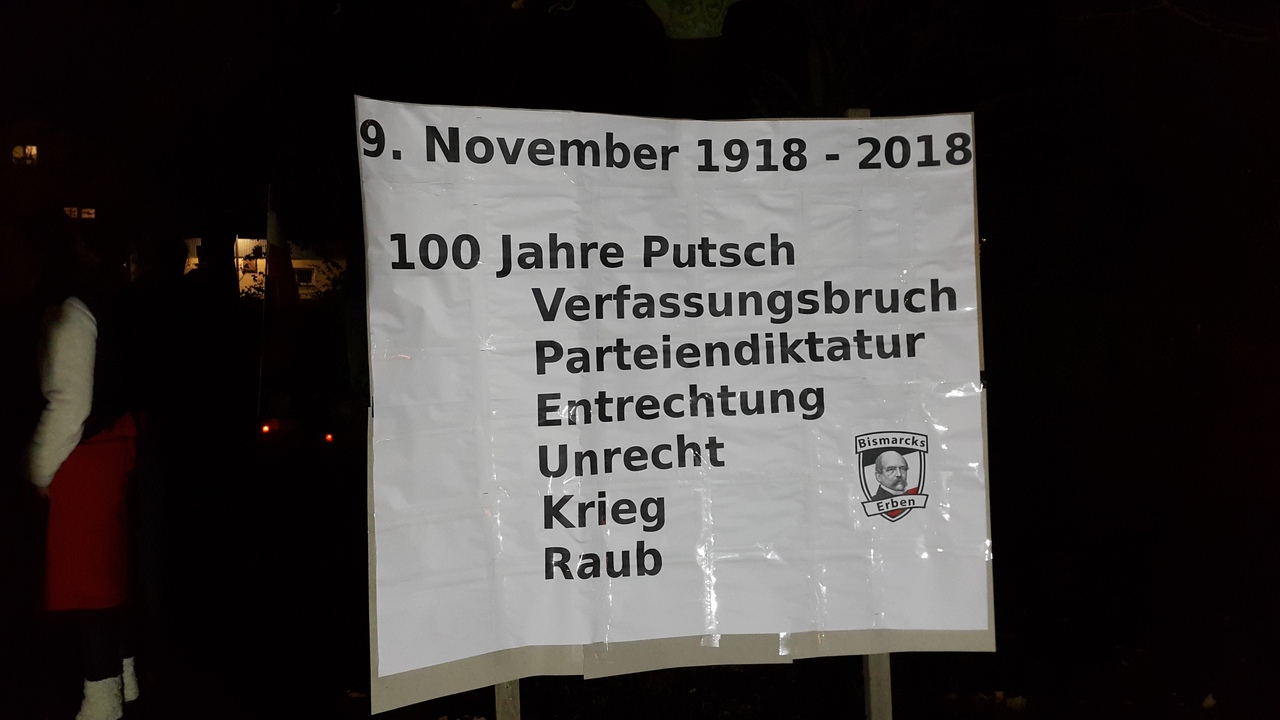 9. November 1918 - 2018
100 Jahre Putsch
Verfassungsbruch
Parteiendiktatur
Entrechtung
Unrecht
Krieg
Raub
Bismarcks
Erben